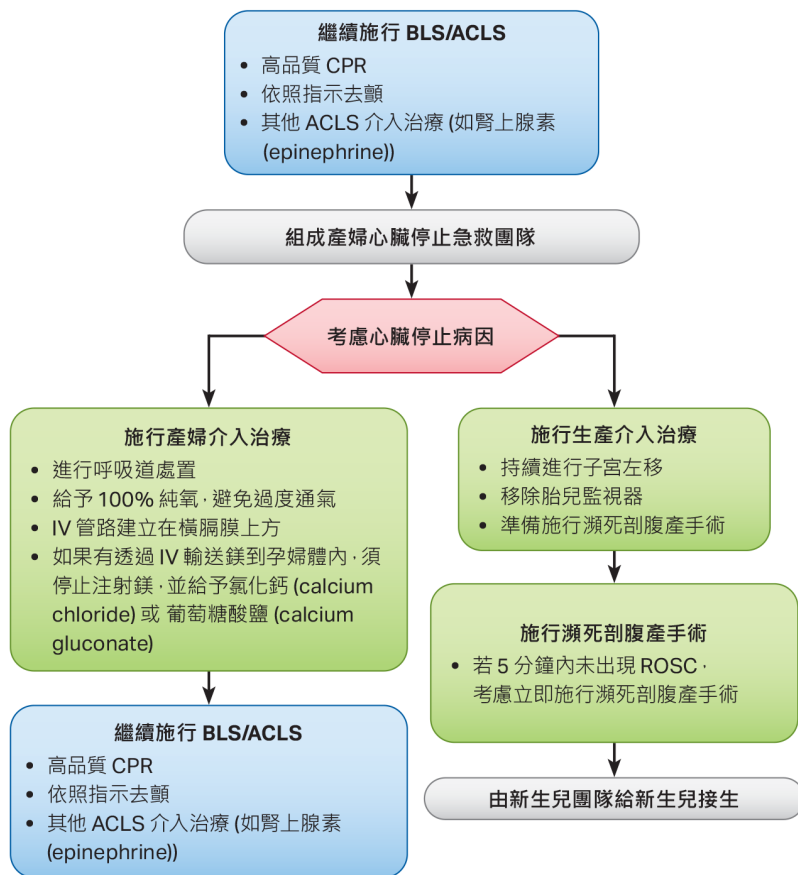 繼續施行 BLS/ACLS
• 高品質 CPR
• 依照指示去顫
• 其他 ACLS 介入治療 (如腎上腺素
(epinephrine))
組成產婦心臟停止急救團隊
考慮心臟停止病因
施行產婦介入治療
• 進行呼吸道處置
• 給予 100% 純氧，避免過度通氣
• IV 管路建立在橫膈膜上方
• 如果有透過 IV 輸送鎂到孕婦體內，須
停止注射鎂，並給予氯化鈣 (calcium
chloride) 或 葡萄糖酸鹽 (calcium
gluconate)
繼續施行 BLS/ACLS
• 高品質 CPR
• 依照指示去顫
• 其他 ACLS 介入治療 (如腎上腺素
(epinephrine))
施行生產介入治療
• 持續進行子宮左移
• 移除胎兒監視器
• 準備施行瀕死剖腹產手術
施行瀕死剖腹產手術
• 若 5 分鐘內未出現 ROSC，
考慮立即施行瀕死剖腹產手術
由新生兒團隊給新生兒接生